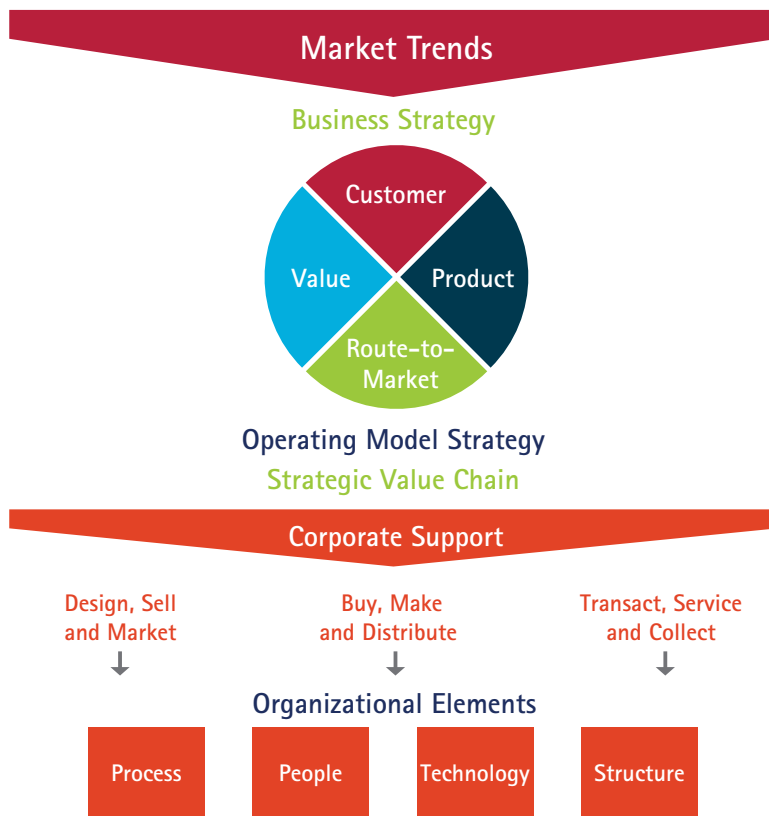 Market Trends
Business Strategy
Customer
Value
Product
Route-to-
Market
Operating Model Strategy
Strategic Value Chain
Corporate Support
Design, Sell
and Market
Buy, Make
and Distribute
Transact, Service
and Collect
Organizational Elements
Process
People
Technology
Structure